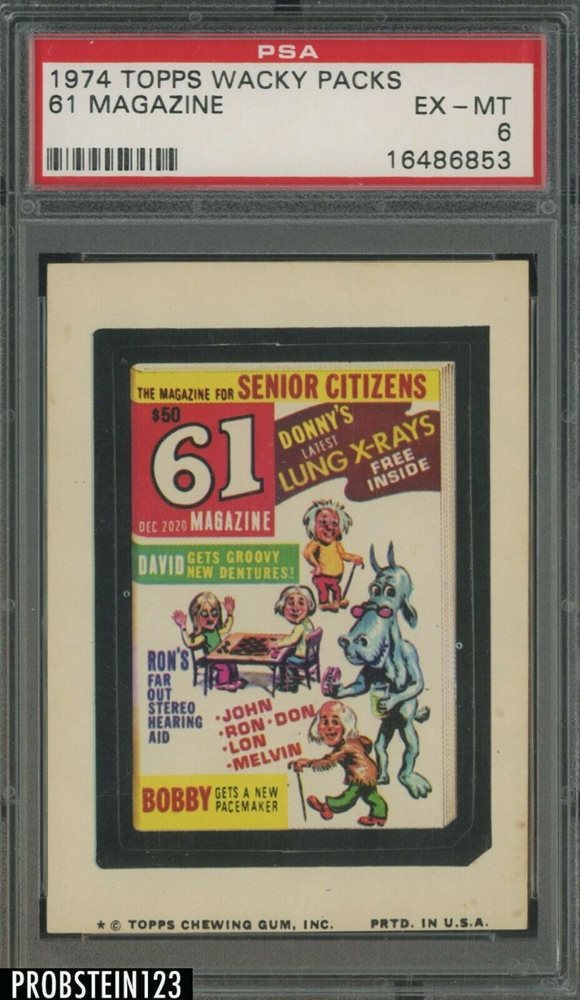 PSA
1974 TOPPS WACKY PACKS
61 MAGAZINE EX - MT
6
16486853
THE MAGAZINE FOR SENIOR CITIZENS
$50
61
DEC 2020 MAGAZINE
DONNY'S
LATEST
LUNG X-RAYS
FREE
INSIDE
DAVID GETS GROOVY
NEW DENTURES!
RON'S
FAR
OUT
STEREO
HEARING
AID
•JOHN
•RON •DON
•LON
•MELVIN
BOBBY GETS A NEW
PACEMAKER
* © TOPPS CHEWING GUM, INC. PRTD. IN U.S.A.
PROBSTEIN123